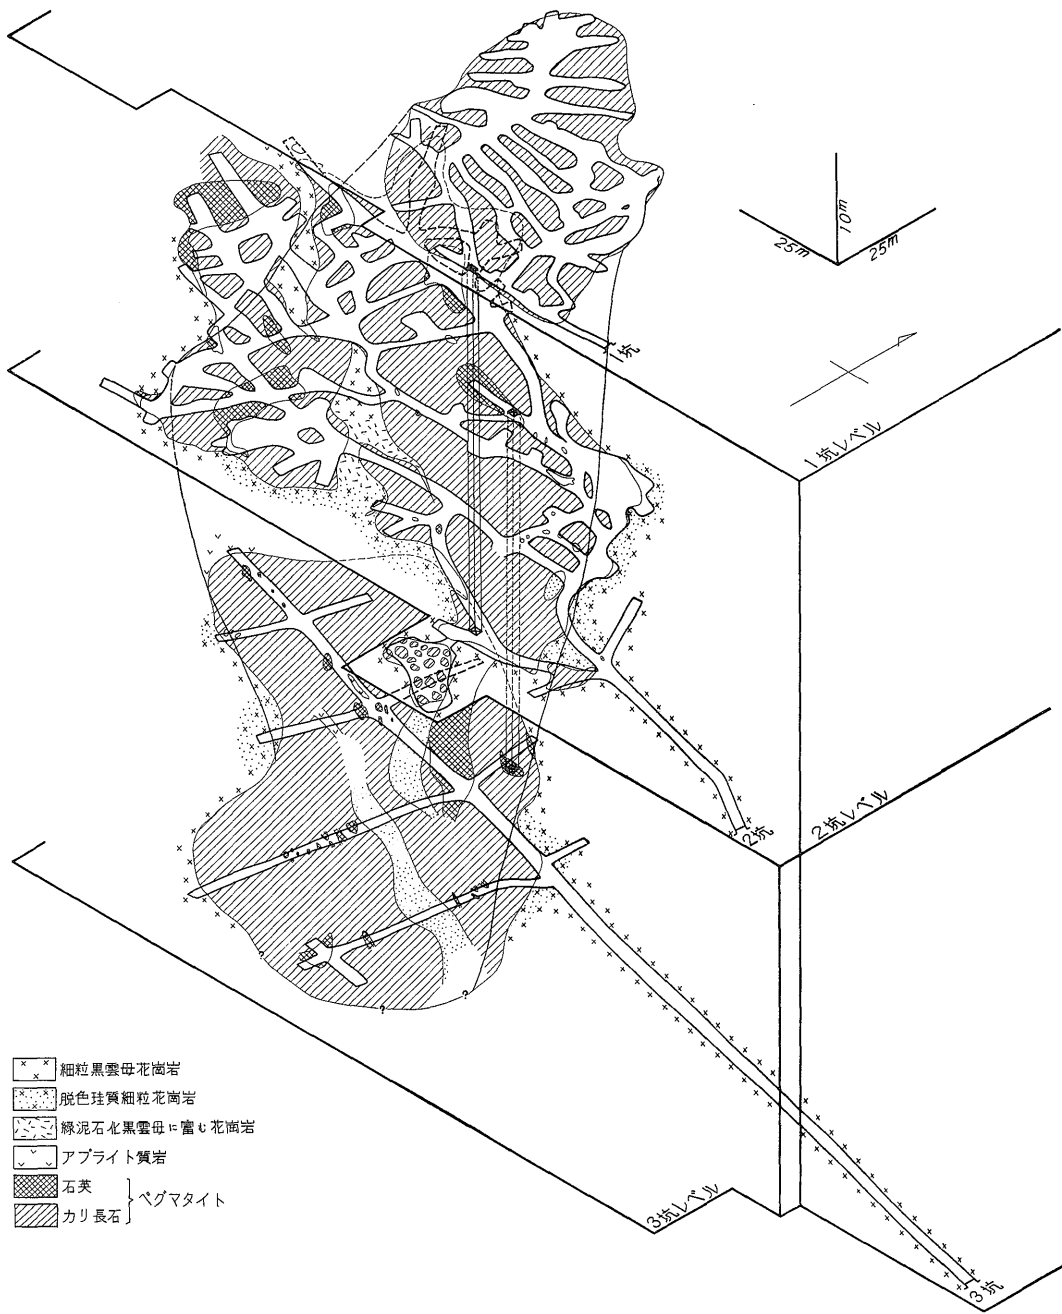 10m
25m
25m
1坑
1坑レベル
2坑
2坑レベル
?
?
?
細粒黒雲母花崗岩
脱色珪質細粒花崗岩
緑泥石化黒雲母に富む花崗岩
アプライト質岩
石英
カリ長石
ペグマタイト
3坑レベル
3坑